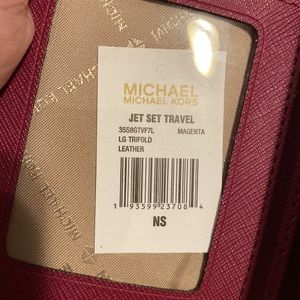 MICHAEL
MICHAEL KORS
JET SET TRAVEL
35S8GTVF7L MAGENTA
LG TRIFOLD
LEATHER
1 93599 23708 4
NS